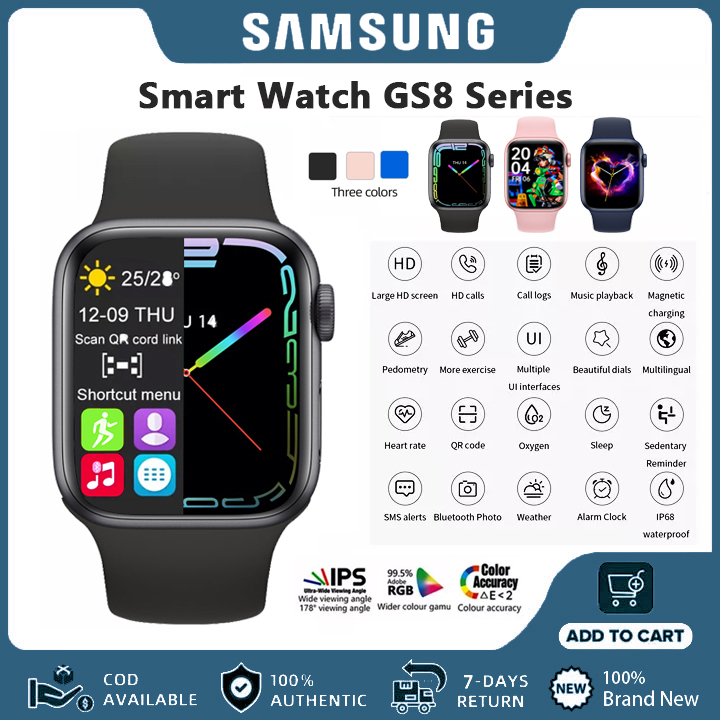 SAMSUNG
Smart Watch GS8 Series
Three colors
THU 14
20
04
FRI 06
25/28°
12-09 THU
Scan QR cord link
Shortcut menu
U 14
HD
Large HD screen
HD calls
Call logs
Music playback
Magnetic
charging
Pedometry
More exercise
UI
Multiple
UI interfaces
Beautiful dials
Multilingual
Heart rate
QR code
O2
Oxygen
Z
Sleep
Sedentary
Reminder
SMS alerts
Bluetooth Photo
Weather
Alarm Clock
IP68
waterproof
IPS
Ultra-Wide Viewing Angle
Wide viewing angle
178° viewing angle
99.5%
Adobe
RGB
Wider colour gamu
Color
Accuracy
△E<2
Colour accuracy
ADD TO CART
COD
AVAILABLE
100%
AUTHENTIC
7-DAYS
RETURN
NEW
100%
Brand New